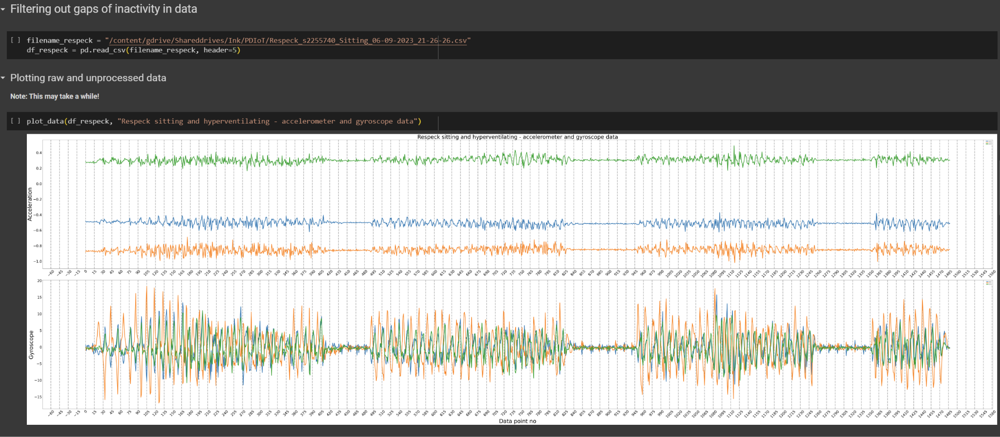 Filtering out gaps of inactivity in data
[ ] filename_respeck = "/content/gdrive/Shareddrives/Ink/PDIoT/Respeck_s2255740_Sitting_06-09-2023_21-26-26.csv"
df_respeck = pd.read_csv(filename_respeck, header=5)
Plotting raw and unprocessed data
Note: This may take a while!
[ ] plot_data(df_respeck, "Respeck sitting and hyperventilating - accelerometer and gyroscope data")
Respeck sitting and hyperventilating - accelerometer and gyroscope data
Acceleration
0.4
0.2
0.0
−0.2
−0.4
−0.6
−0.8
−1.0
−60 −45 −30 −15 0 15 30 45 60 75 90 105 120 135 150 165 180 195 210 225 240 255 270 285 300 315 330 345 360 375 390 405 420 435 450 465 480 495 510 525 540 555 570 585 600 615 630 645 660 675 690 705 720 735 750 765 780 795 810 825 840 855 870 885 900 915 930 945 960 975 990 1005 1020 1035 1050 1065 1080 1095 1110 1125 1140 1155 1170 1185 1200 1215 1230 1245 1260 1275 1290 1305 1320 1335 1350 1365 1380 1395 1410 1425 1440 1455 1470 1485 1500 1515 1530 1545 1560
Gyroscope
20
15
10
5
0
−5
−10
−15
−60 −45 −30 −15 0 15 30 45 60 75 90 105 120 135 150 165 180 195 210 225 240 255 270 285 300 315 330 345 360 375 390 405 420 435 450 465 480 495 510 525 540 555 570 585 600 615 630 645 660 675 690 705 720 735 750 765 780 795 810 825 840 855 870 885 900 915 930 945 960 975 990 1005 1020 1035 1050 1065 1080 1095 1110 1125 1140 1155 1170 1185 1200 1215 1230 1245 1260 1275 1290 1305 1320 1335 1350 1365 1380 1395 1410 1425 1440 1455 1470 1485 1500 1515 1530 1545 1560
Data point no